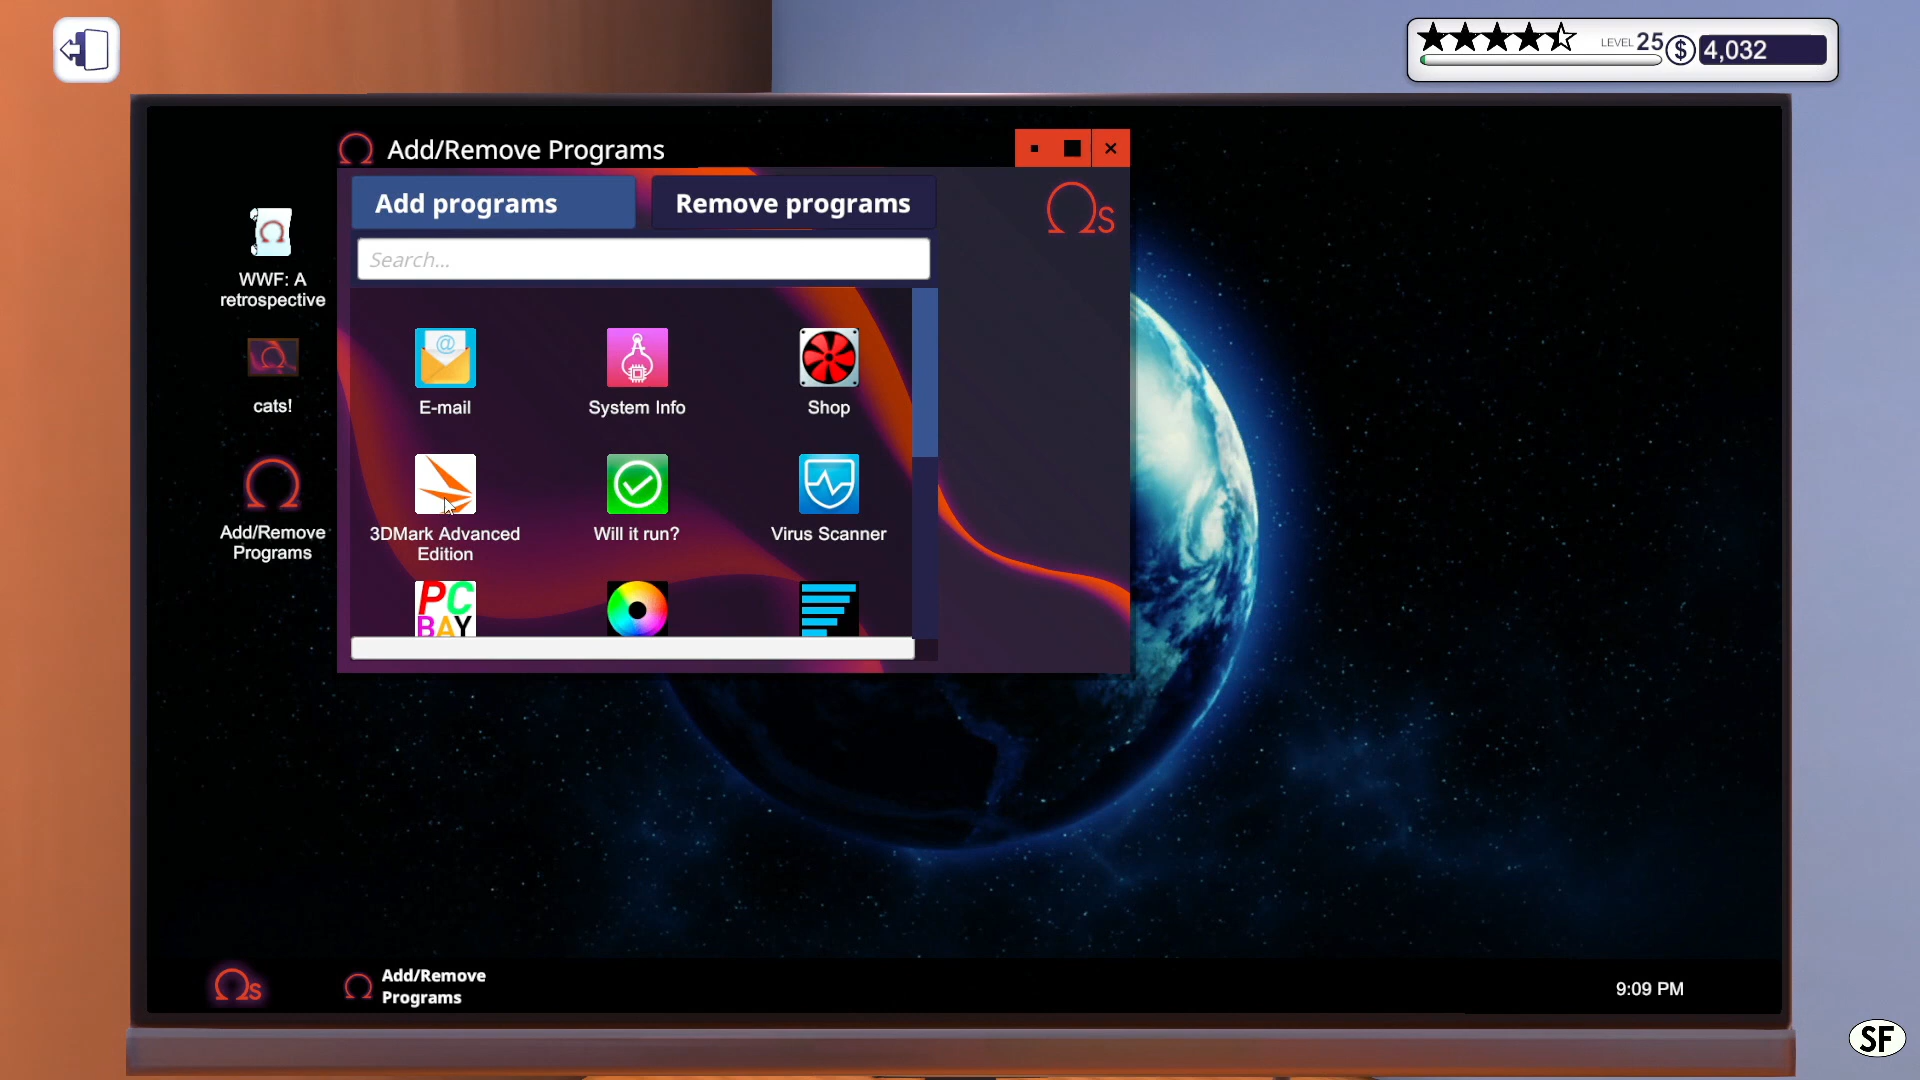 LEVEL 25
$ 4,032
Add/Remove Programs
Add programs
Remove programs
Ωs
Search...
WWF: A
retrospective
cats!
Add/Remove
Programs
@
E-mail
System Info
Shop
3DMark Advanced
Edition
Will it run?
Virus Scanner
PC
BAY
Ωs
Add/Remove
Programs
9:09 PM
SF